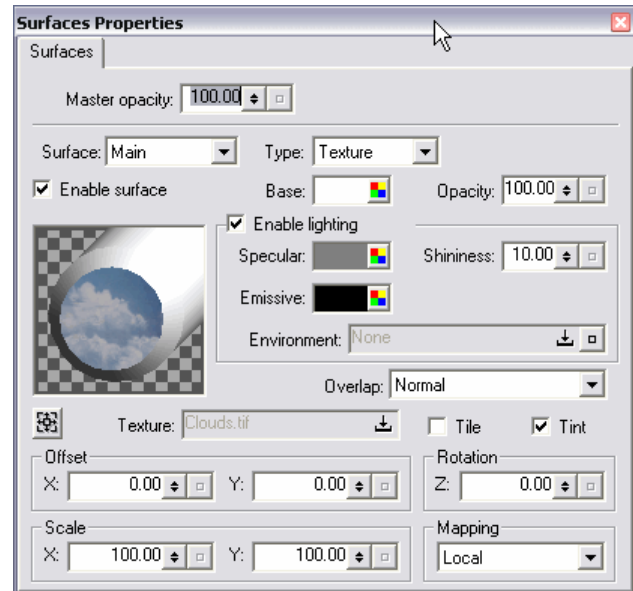 Surfaces Properties
Surfaces
Master opacity: 100.00
Surface: Main Type: Texture
Enable surface Base: Opacity: 100.00
Enable lighting
Specular: Shininess: 10.00
Emissive:
Environment: None
Overlap: Normal
Texture: Clouds.tif Tile Tint
Offset Rotation
X: 0.00 Y: 0.00 Z: 0.00
Scale Mapping
X: 100.00 Y: 100.00 Local